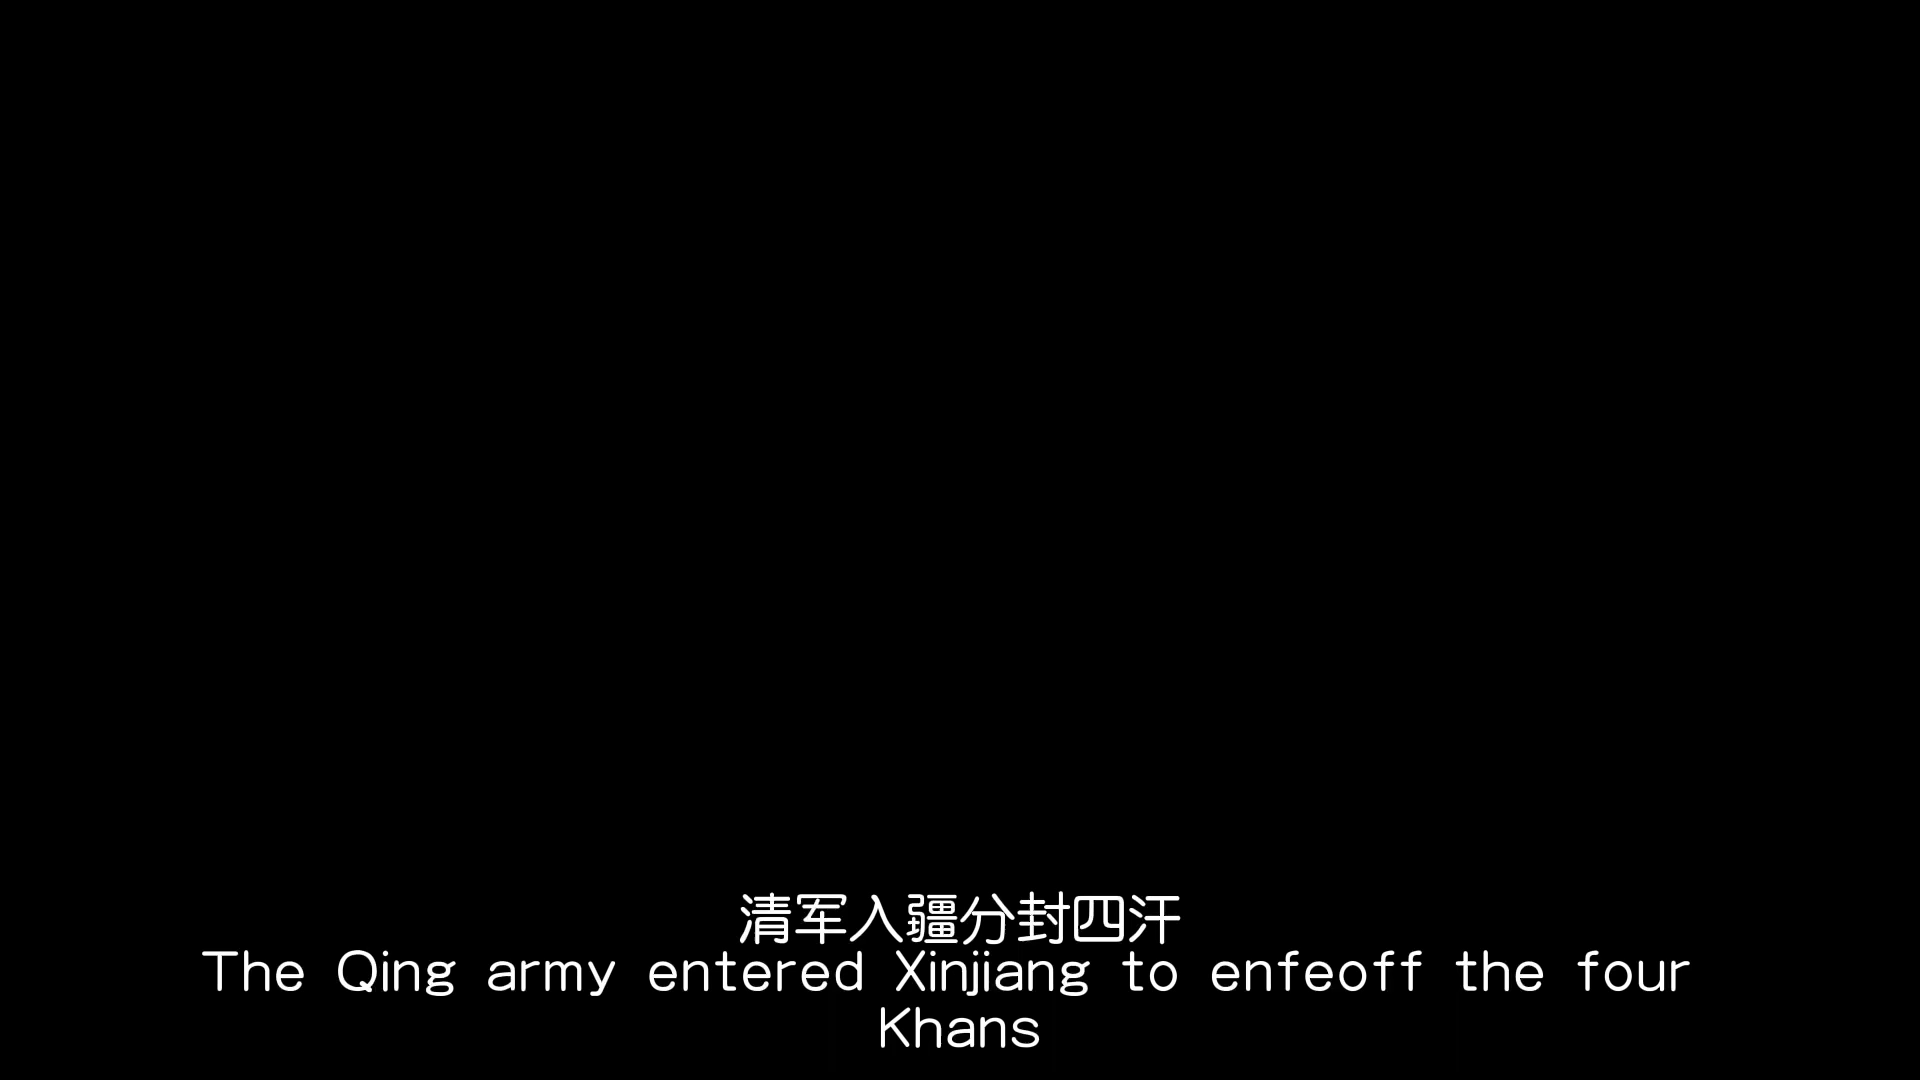 清军入疆分封四汗
The Qing army entered Xinjiang to enfeoff the four
Khans